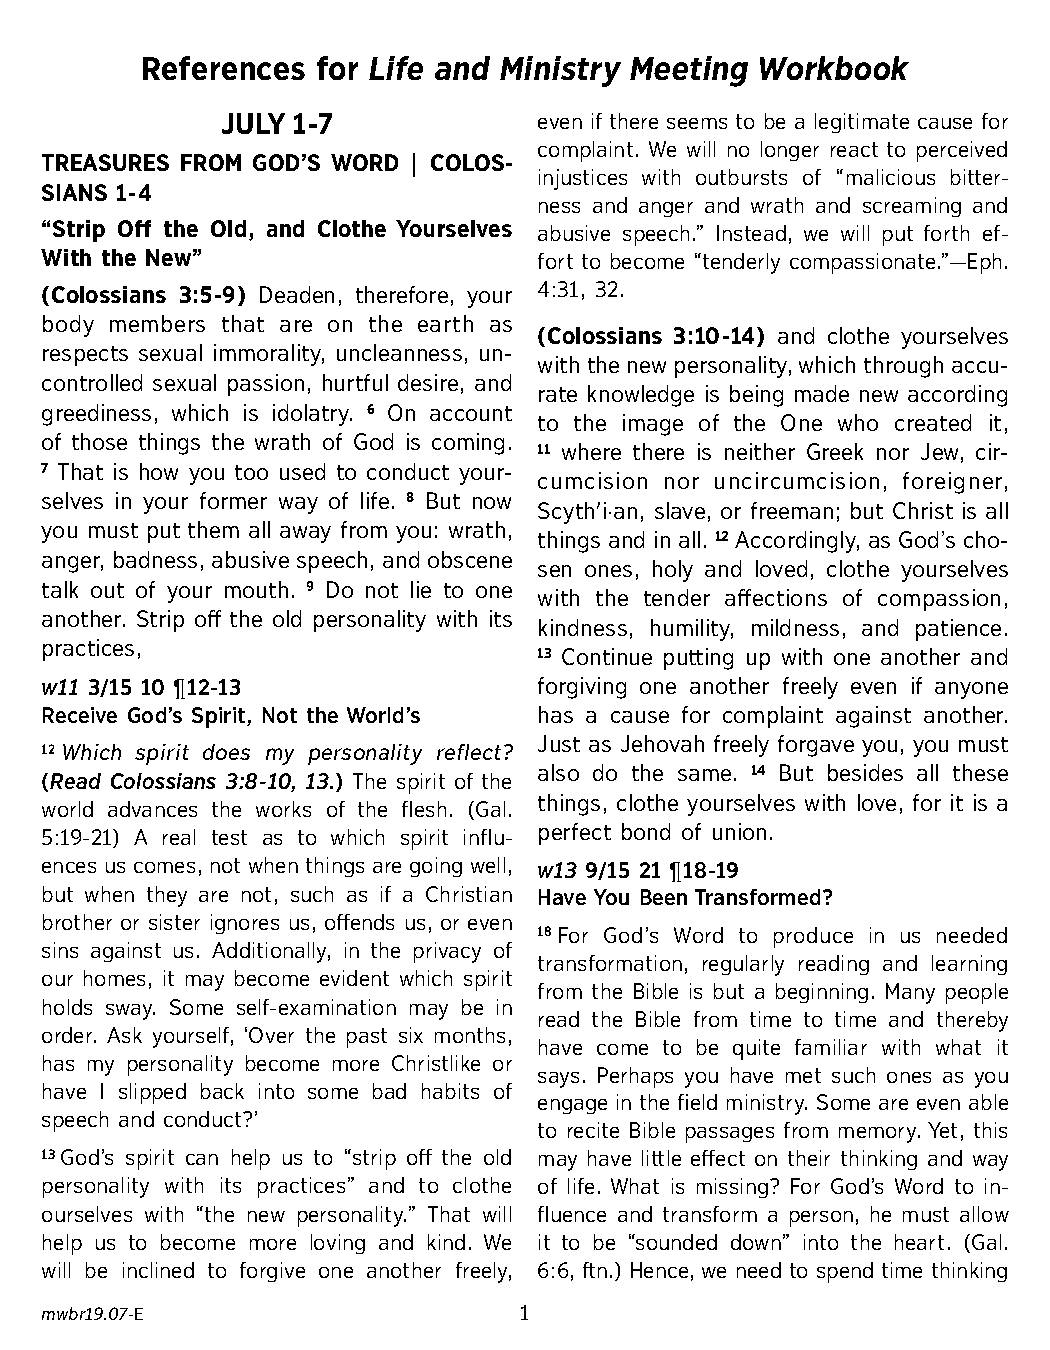 References for Life and Ministry Meeting Workbook
JULY 1-7
TREASURES FROM GOD’S WORD | COLOS-
SIANS 1-4
“Strip Off the Old, and Clothe Yourselves
With the New”
(Colossians 3:5-9) Deaden, therefore, your
body members that are on the earth as
respects sexual immorality, uncleanness, un-
controlled sexual passion, hurtful desire, and
greediness, which is idolatry. ⁶ On account
of those things the wrath of God is coming.
⁷ That is how you too used to conduct your-
selves in your former way of life. ⁸ But now
you must put them all away from you: wrath,
anger, badness, abusive speech, and obscene
talk out of your mouth. ⁹ Do not lie to one
another. Strip off the old personality with its
practices,
w11 3/15 10 ¶12-13
Receive God’s Spirit, Not the World’s
¹² Which spirit does my personality reflect?
(Read Colossians 3:8-10, 13.) The spirit of the
world advances the works of the flesh. (Gal.
5:19-21) A real test as to which spirit influ-
ences us comes, not when things are going well,
but when they are not, such as if a Christian
brother or sister ignores us, offends us, or even
sins against us. Additionally, in the privacy of
our homes, it may become evident which spirit
holds sway. Some self-examination may be in
order. Ask yourself, ‘Over the past six months,
has my personality become more Christlike or
have I slipped back into some bad habits of
speech and conduct?’
¹³ God’s spirit can help us to “strip off the old
personality with its practices” and to clothe
ourselves with “the new personality.” That will
help us to become more loving and kind. We
will be inclined to forgive one another freely,
even if there seems to be a legitimate cause for
complaint. We will no longer react to perceived
injustices with outbursts of “malicious bitter-
ness and anger and wrath and screaming and
abusive speech.” Instead, we will put forth ef-
fort to become “tenderly compassionate.”—Eph.
4:31, 32.
(Colossians 3:10-14) and clothe yourselves
with the new personality, which through accu-
rate knowledge is being made new according
to the image of the One who created it,
¹¹ where there is neither Greek nor Jew, cir-
cumcision nor uncircumcision, foreigner,
Scyth′i·an, slave, or freeman; but Christ is all
things and in all. ¹² Accordingly, as God’s cho-
sen ones, holy and loved, clothe yourselves
with the tender affections of compassion,
kindness, humility, mildness, and patience.
¹³ Continue putting up with one another and
forgiving one another freely even if anyone
has a cause for complaint against another.
Just as Jehovah freely forgave you, you must
also do the same. ¹⁴ But besides all these
things, clothe yourselves with love, for it is a
perfect bond of union.
w13 9/15 21 ¶18-19
Have You Been Transformed?
¹⁸ For God’s Word to produce in us needed
transformation, regularly reading and learning
from the Bible is but a beginning. Many people
read the Bible from time to time and thereby
have come to be quite familiar with what it
says. Perhaps you have met such ones as you
engage in the field ministry. Some are even able
to recite Bible passages from memory. Yet, this
may have little effect on their thinking and way
of life. What is missing? For God’s Word to in-
fluence and transform a person, he must allow
it to be “sounded down” into the heart. (Gal.
6:6, ftn.) Hence, we need to spend time thinking
mwbr19.07-E
1